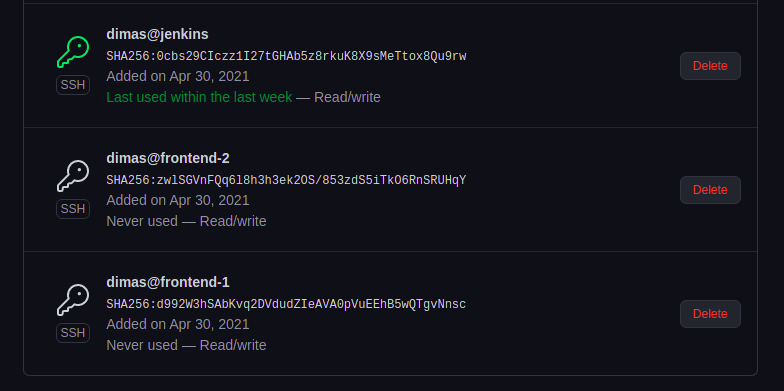 dimas@jenkins
SHA256:0cbs29CIczz1I27tGHAb5z8rkuK8X9sMeTtox8Qu9rw
Added on Apr 30, 2021
Last used within the last week — Read/write
SSH
Delete
dimas@frontend-2
SHA256:zwlSGVnFQq6l8h3h3ek2OS/853zdS5iTkO6RnSRUHqY
Added on Apr 30, 2021
Never used — Read/write
SSH
Delete
dimas@frontend-1
SHA256:d992W3hSAbKvq2DVdudZIeAVA0pVuEEhB5wQTgvNnsc
Added on Apr 30, 2021
Never used — Read/write
SSH
Delete